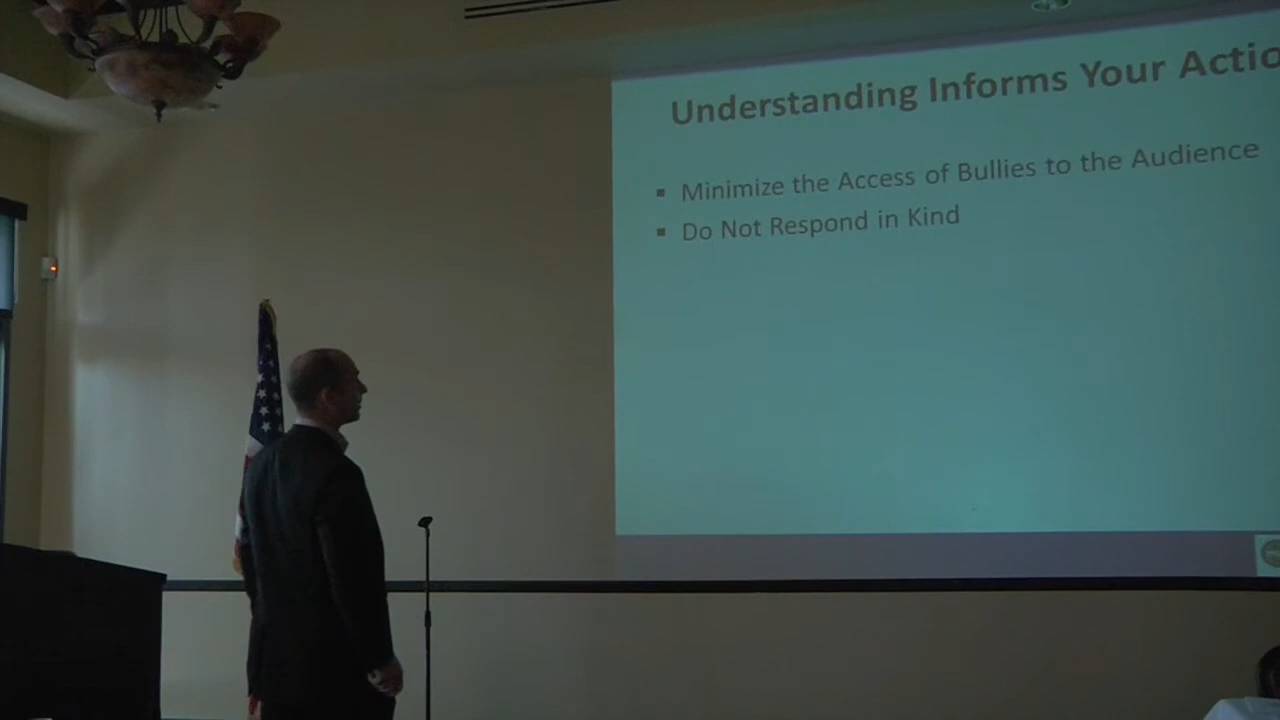 Understanding Informs Your Actio
▪ Minimize the Access of Bullies to the Audience
▪ Do Not Respond in Kind